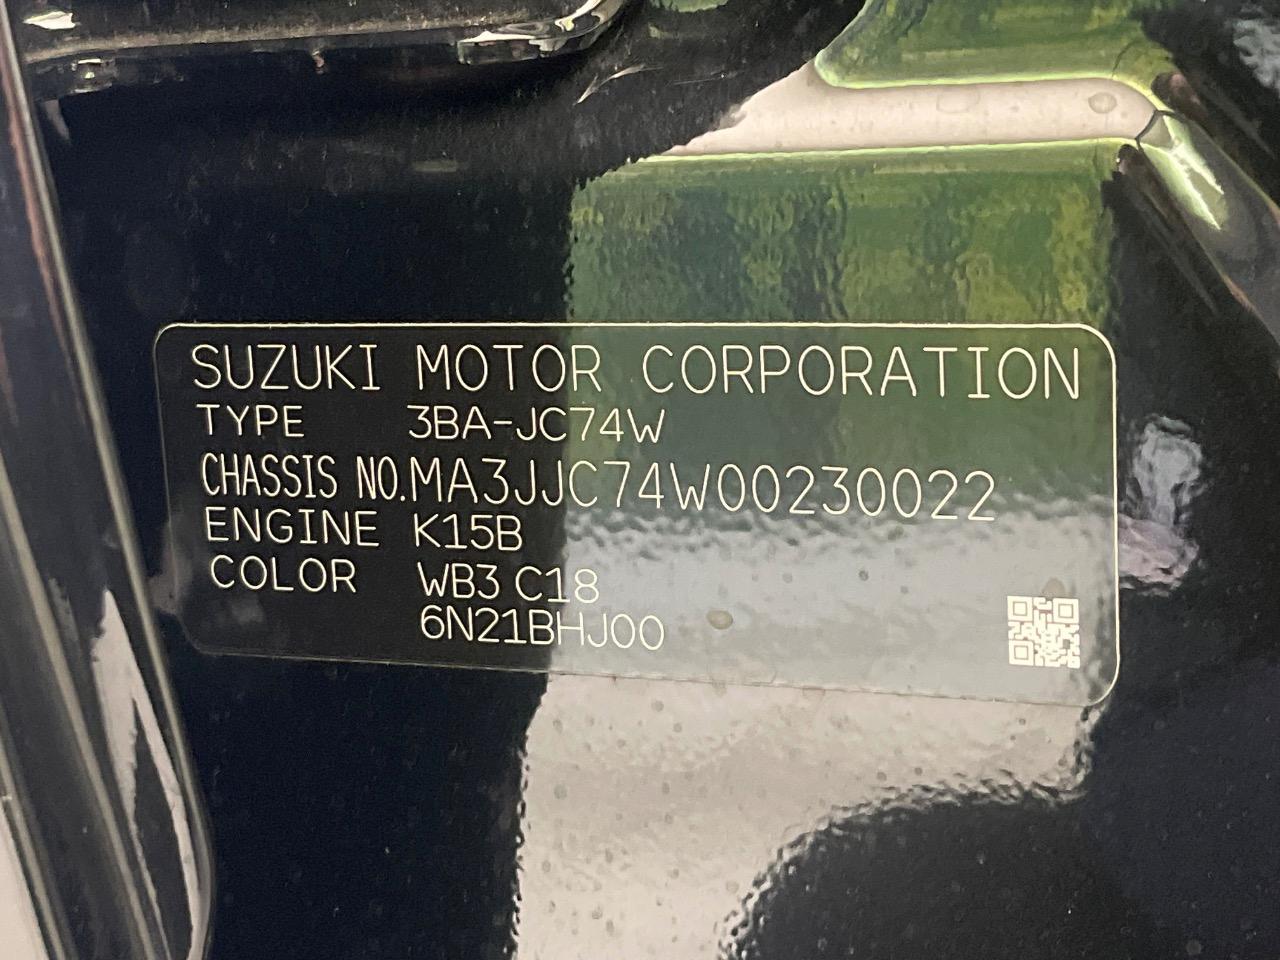 SUZUKI MOTOR CORPORATION
TYPE 3BA-JC74W
CHASSIS NO.MA3JJC74W00230022
ENGINE K15B
COLOR WB3 C18
6N21BHJ00